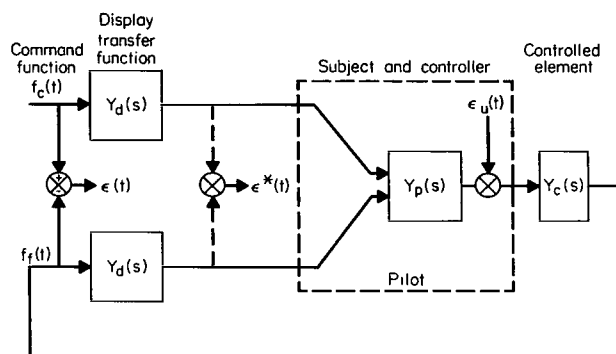 Display
transfer
function
Command
function
f_c(t)
Y_d(s)
Subject and controller
Controlled
element
ϵ_u(t)
+
-
ϵ(t)
ϵ*(t)
Y_p(s)
Y_c(s)
f_f(t)
Y_d(s)
Pilot